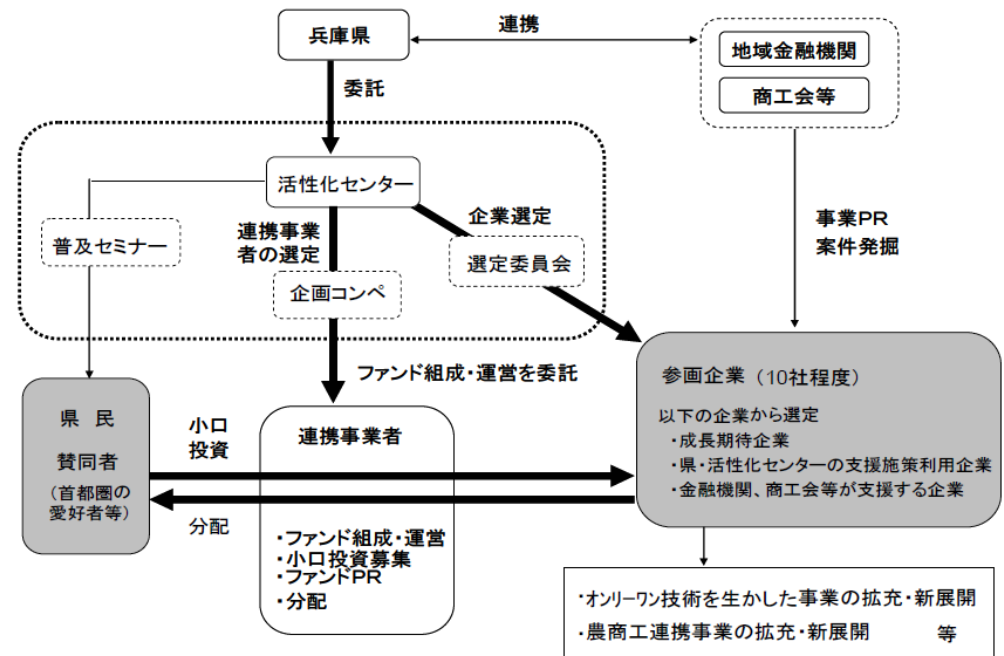 兵庫県
連携
地域金融機関
商工会等
委託
活性化センター
普及セミナー
連携事業
者の選定
企画コンペ
企業選定
選定委員会
事業PR
案件発掘
ファンド組成・運営を委託
県 民
賛同者
(首都圏の
愛好者等)
小口
投資
分配
連携事業者
・ファンド組成・運営
・小口投資募集
・ファンドPR
・分配
参画企業（10社程度）
以下の企業から選定
・成長期待企業
・県・活性化センターの支援施策利用企業
・金融機関、商工会等が支援する企業
・オンリーワン技術を生かした事業の拡充・新展開
・農商工連携事業の拡充・新展開 等